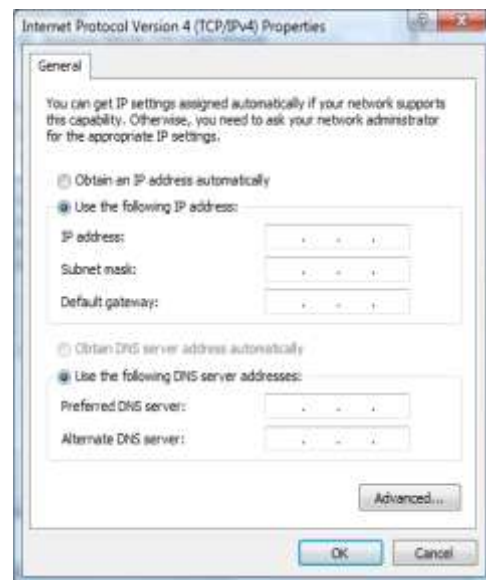 Internet Protocol Version 4 (TCP/IPv4) Properties
General
You can get IP settings assigned automatically if your network supports
this capability. Otherwise, you need to ask your network administrator
for the appropriate IP settings.
Obtain an IP address automatically
Use the following IP address:
IP address:
Subnet mask:
Default gateway:
Obtain DNS server address automatically
Use the following DNS server addresses:
Preferred DNS server:
Alternate DNS server:
Advanced...
OK
Cancel